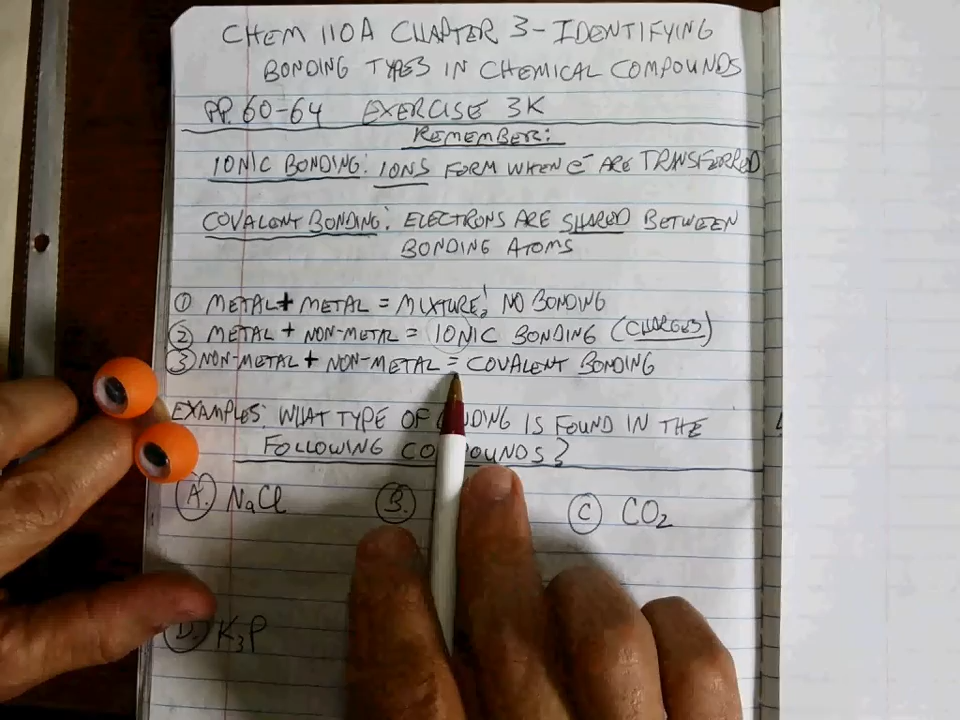 CHEM 110A CHAPTER 3 - IDENTIFYING
BONDING TYPES IN CHEMICAL COMPOUNDS
PP. 60-64 EXERCISE 3K
REMEMBER:
IONIC BONDING: IONS FORM WHEN e⁻ ARE TRANSFERRED
COVALENT BONDING: ELECTRONS ARE SHARED BETWEEN
BONDING ATOMS
① METAL + METAL = MIXTURE; NO BONDING
② METAL + NON-METAL = IONIC BONDING (CHARGES)
③ NON-METAL + NON-METAL = COVALENT BONDING
EXAMPLES: WHAT TYPE OF BONDING IS FOUND IN THE
FOLLOWING COMPOUNDS?
A. NaCl B. C CO₂
D. K₃P